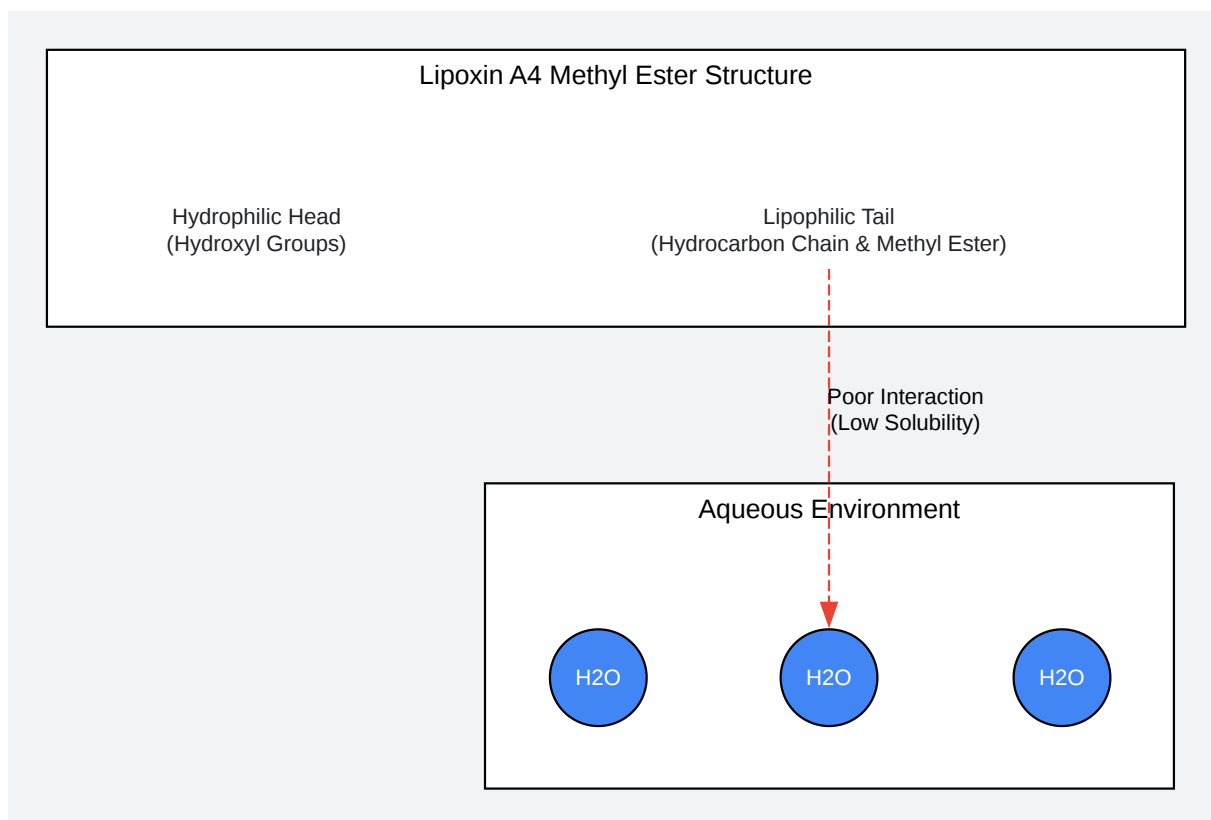 Lipoxin A4 Methyl Ester Structure
Hydrophilic Head
(Hydroxyl Groups)
Lipophilic Tail
(Hydrocarbon Chain & Methyl Ester)
Poor Interaction
(Low Solubility)
Aqueous Environment
H2O
H2O
H2O